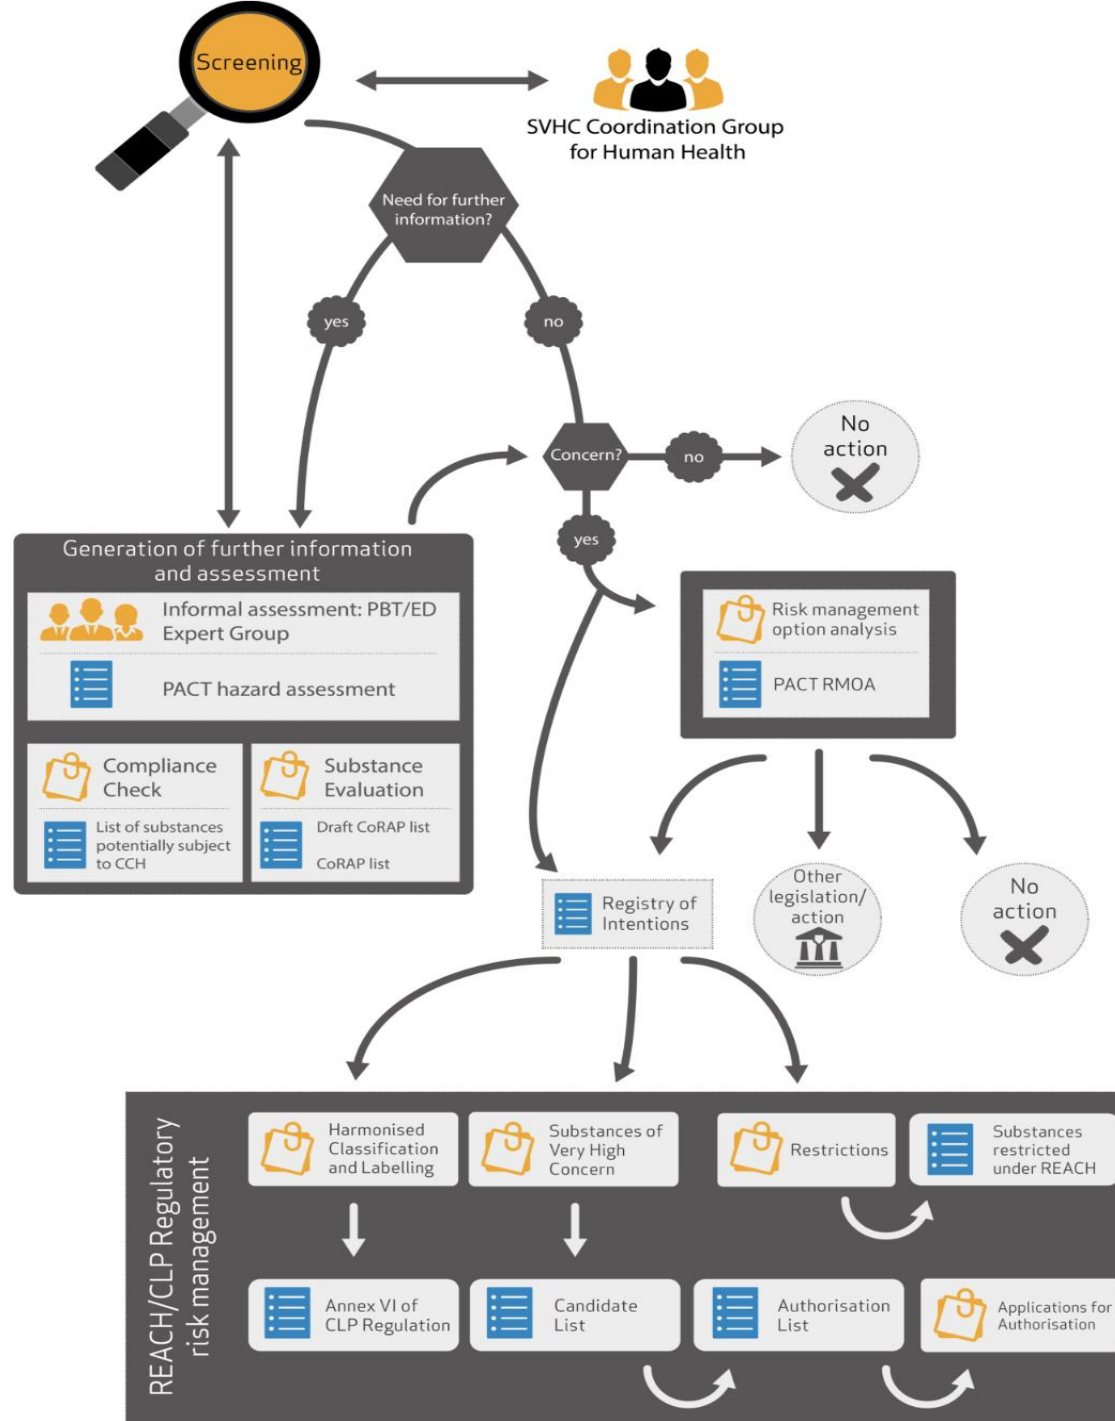 Screening
SVHC Coordination Group
for Human Health
Need for further
information?
yes
no
Concern?
no
No
action
yes
Generation of further information
and assessment
Informal assessment: PBT/ED
Expert Group
PACT hazard assessment
Compliance
Check
List of substances
potentially subject
to CCH
Substance
Evaluation
Draft CoRAP list
CoRAP list
Risk management
option analysis
PACT RMOA
Registry of
Intentions
Other
legislation/
action
No
action
REACH/CLP Regulatory
risk management
Harmonised
Classification
and Labelling
Substances of
Very High
Concern
Restrictions
Substances
restricted
under REACH
Annex VI of
CLP Regulation
Candidate
List
Authorisation
List
Applications for
Authorisation